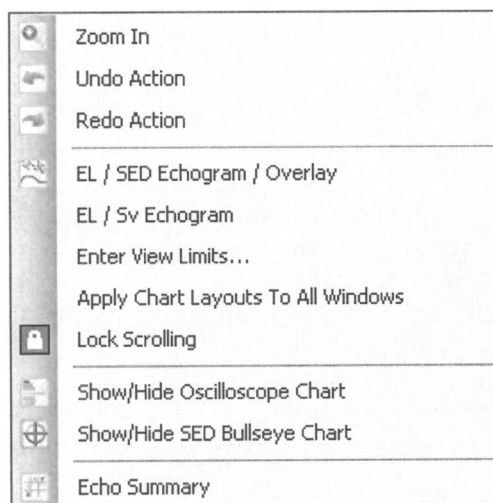 Zoom In
Undo Action
Redo Action
EL / SED Echogram / Overlay
EL / Sv Echogram
Enter View Limits...
Apply Chart Layouts To All Windows
Lock Scrolling
Show/Hide Oscilloscope Chart
Show/Hide SED Bullseye Chart
Echo Summary